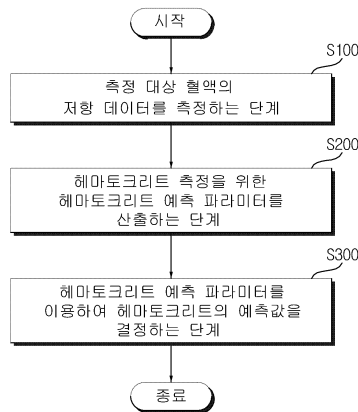 시작
S100
측정 대상 혈액의
저항 데이터를 측정하는 단계
S200
헤마토크리트 측정을 위한
헤마토크리트 예측 파라미터를
산출하는 단계
S300
헤마토크리트 예측 파라미터를
이용하여 헤마토크리트의 예측값을
결정하는 단계
종료